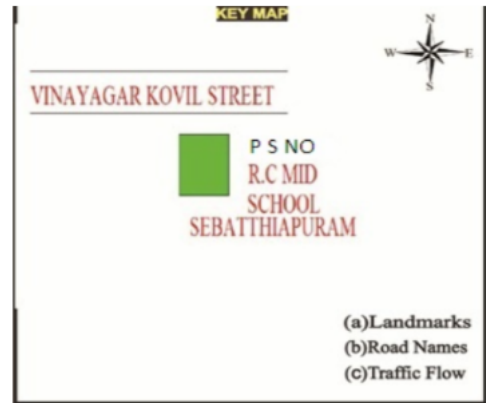 KEY MAP
N
W E
S
VINAYAGAR KOVIL STREET
P S NO
R.C MID
SCHOOL
SEBATTHIAPURAM
(a)Landmarks
(b)Road Names
(c)Traffic Flow